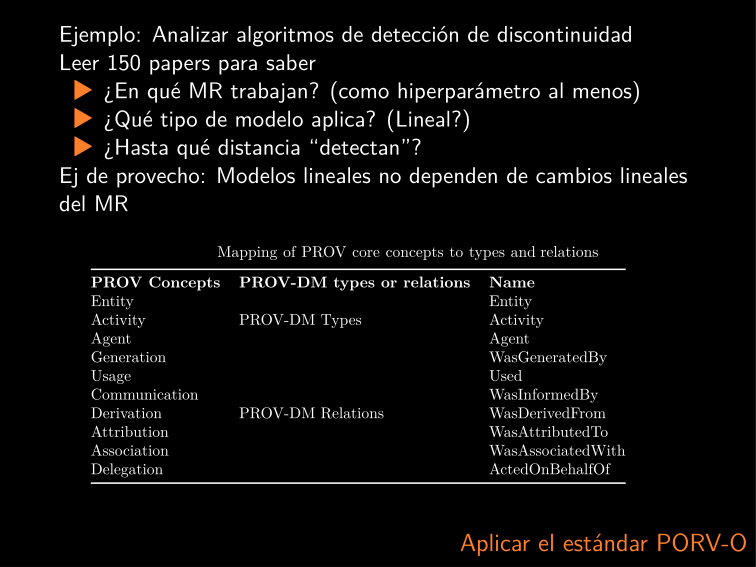 Ejemplo: Analizar algoritmos de detección de discontinuidad
Leer 150 papers para saber
¿En qué MR trabajan? (como hiperparámetro al menos)
¿Qué tipo de modelo aplica? (Lineal?)
¿Hasta qué distancia “detectan”?
Ej de provecho: Modelos lineales no dependen de cambios lineales
del MR
Mapping of PROV core concepts to types and relations
PROV Concepts PROV-DM types or relations Name
Entity Entity
Activity PROV-DM Types Activity
Agent Agent
Generation WasGeneratedBy
Usage Used
Communication WasInformedBy
Derivation PROV-DM Relations WasDerivedFrom
Attribution WasAttributedTo
Association WasAssociatedWith
Delegation ActedOnBehalfOf
Aplicar el estándar PORV-O